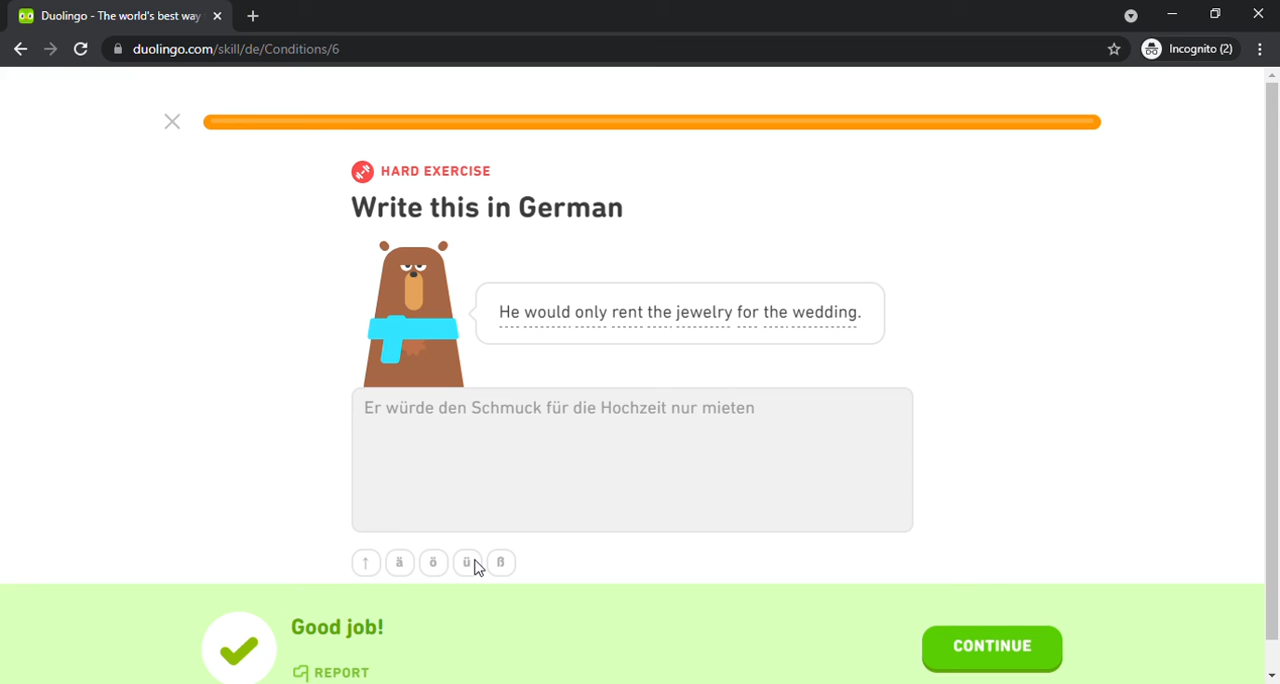 Duolingo - The world's best way
duolingo.com/skill/de/Conditions/6
Incognito (2)
HARD EXERCISE
Write this in German
He would only rent the jewelry for the wedding.
Er würde den Schmuck für die Hochzeit nur mieten
↑ ä ö ü ß
Good job!
CONTINUE
REPORT